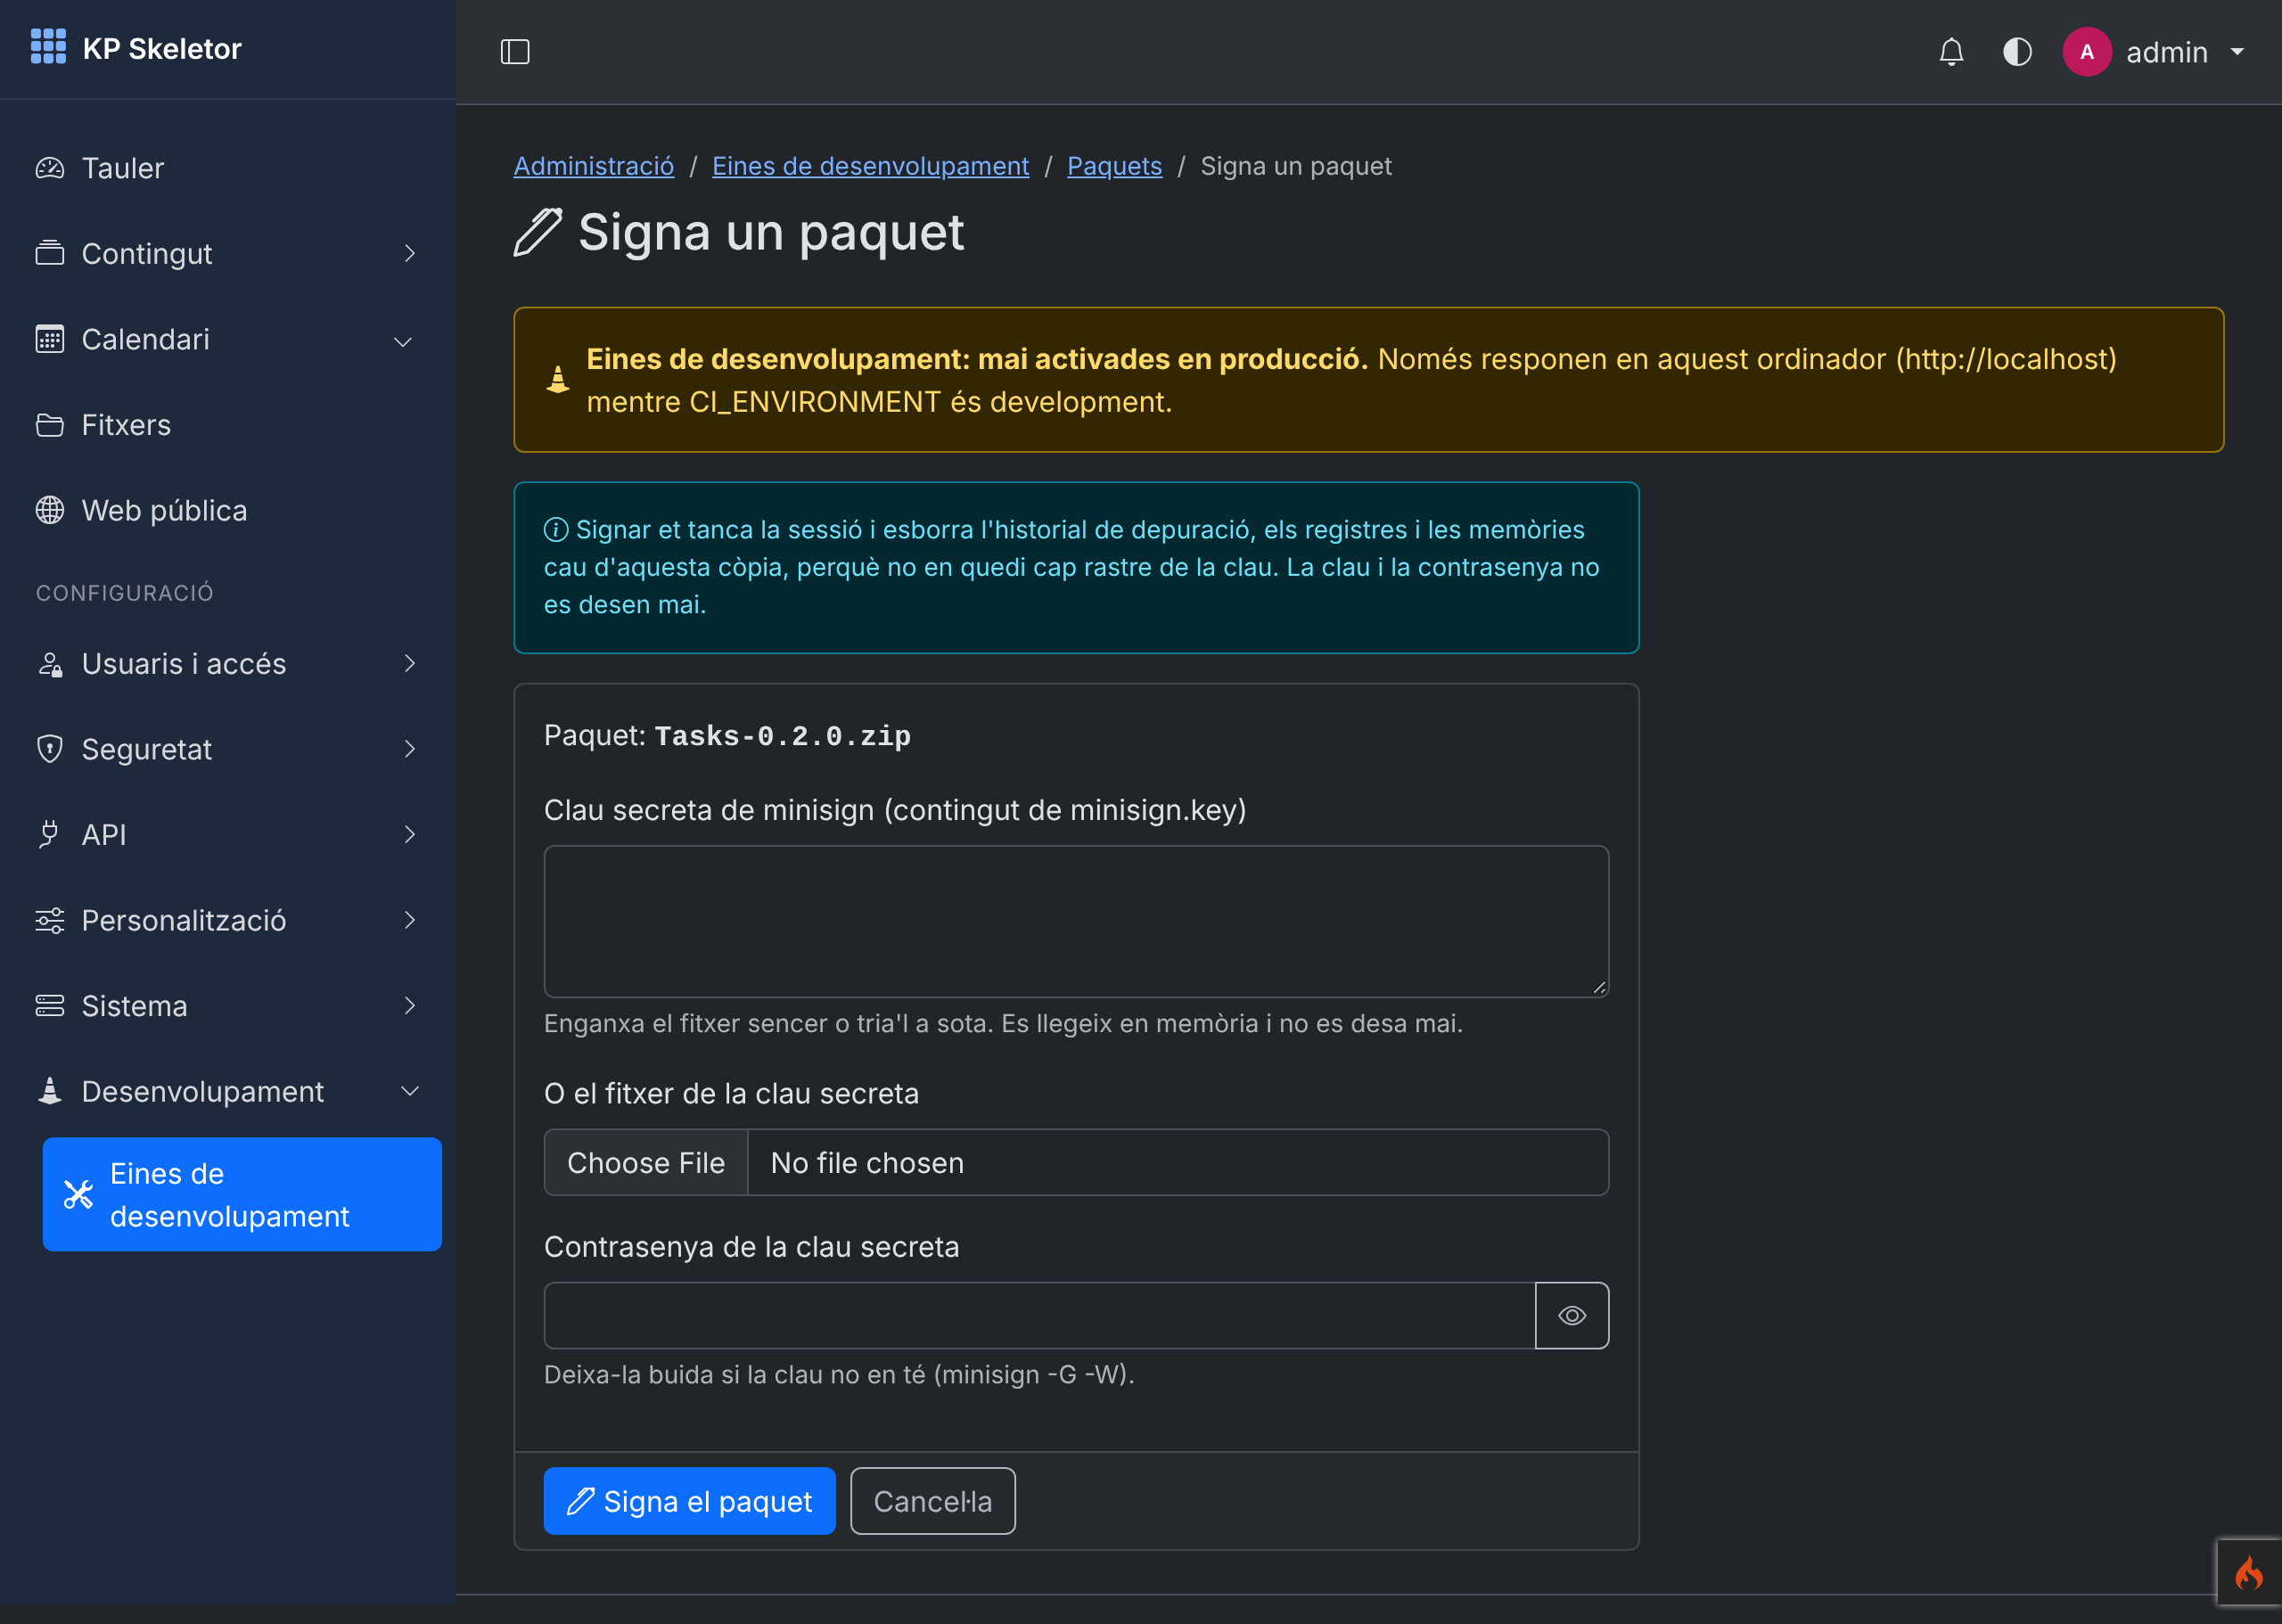 KP Skeletor
A
admin
Tauler
Contingut
Calendari
Fitxers
Web pública
CONFIGURACIÓ
Usuaris i accés
Seguretat
API
Personalització
Sistema
Desenvolupament
Eines de
desenvolupament
Administració / Eines de desenvolupament / Paquets / Signa un paquet
Signa un paquet
Eines de desenvolupament: mai activades en producció. Només responen en aquest ordinador (http://localhost)
mentre CI_ENVIRONMENT és development.
Signar et tanca la sessió i esborra l'historial de depuració, els registres i les memòries
cau d'aquesta còpia, perquè no en quedi cap rastre de la clau. La clau i la contrasenya no
es desen mai.
Paquet: Tasks-0.2.0.zip
Clau secreta de minisign (contingut de minisign.key)
Enganxa el fitxer sencer o tria'l a sota. Es llegeix en memòria i no es desa mai.
O el fitxer de la clau secreta
Choose File No file chosen
Contrasenya de la clau secreta
Deixa-la buida si la clau no en té (minisign -G -W).
Signa el paquet
Cancel·la